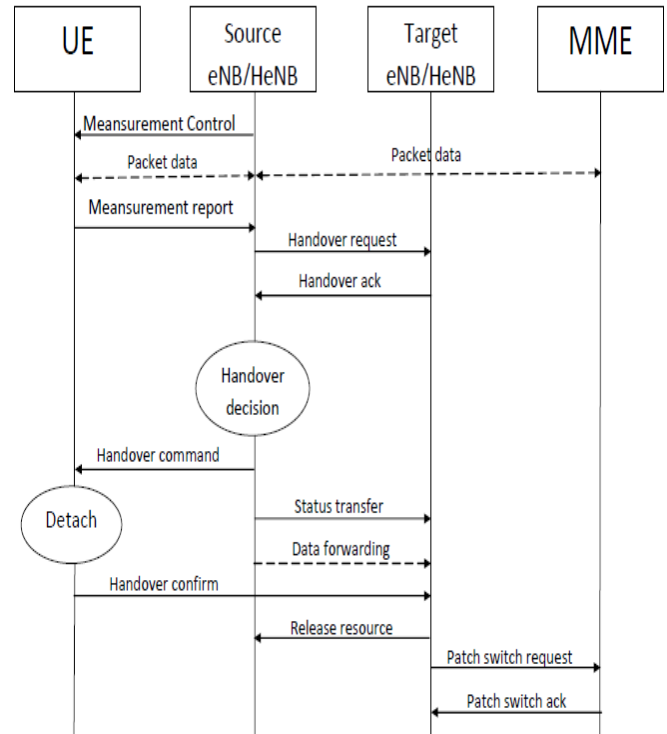 UE
Source
eNB/HeNB
Target
eNB/HeNB
MME
Meansurement Control
Packet data
Packet data
Meansurement report
Handover request
Handover ack
Handover
decision
Handover command
Detach
Status transfer
Data forwarding
Handover confirm
Release resource
Patch switch request
Patch switch ack